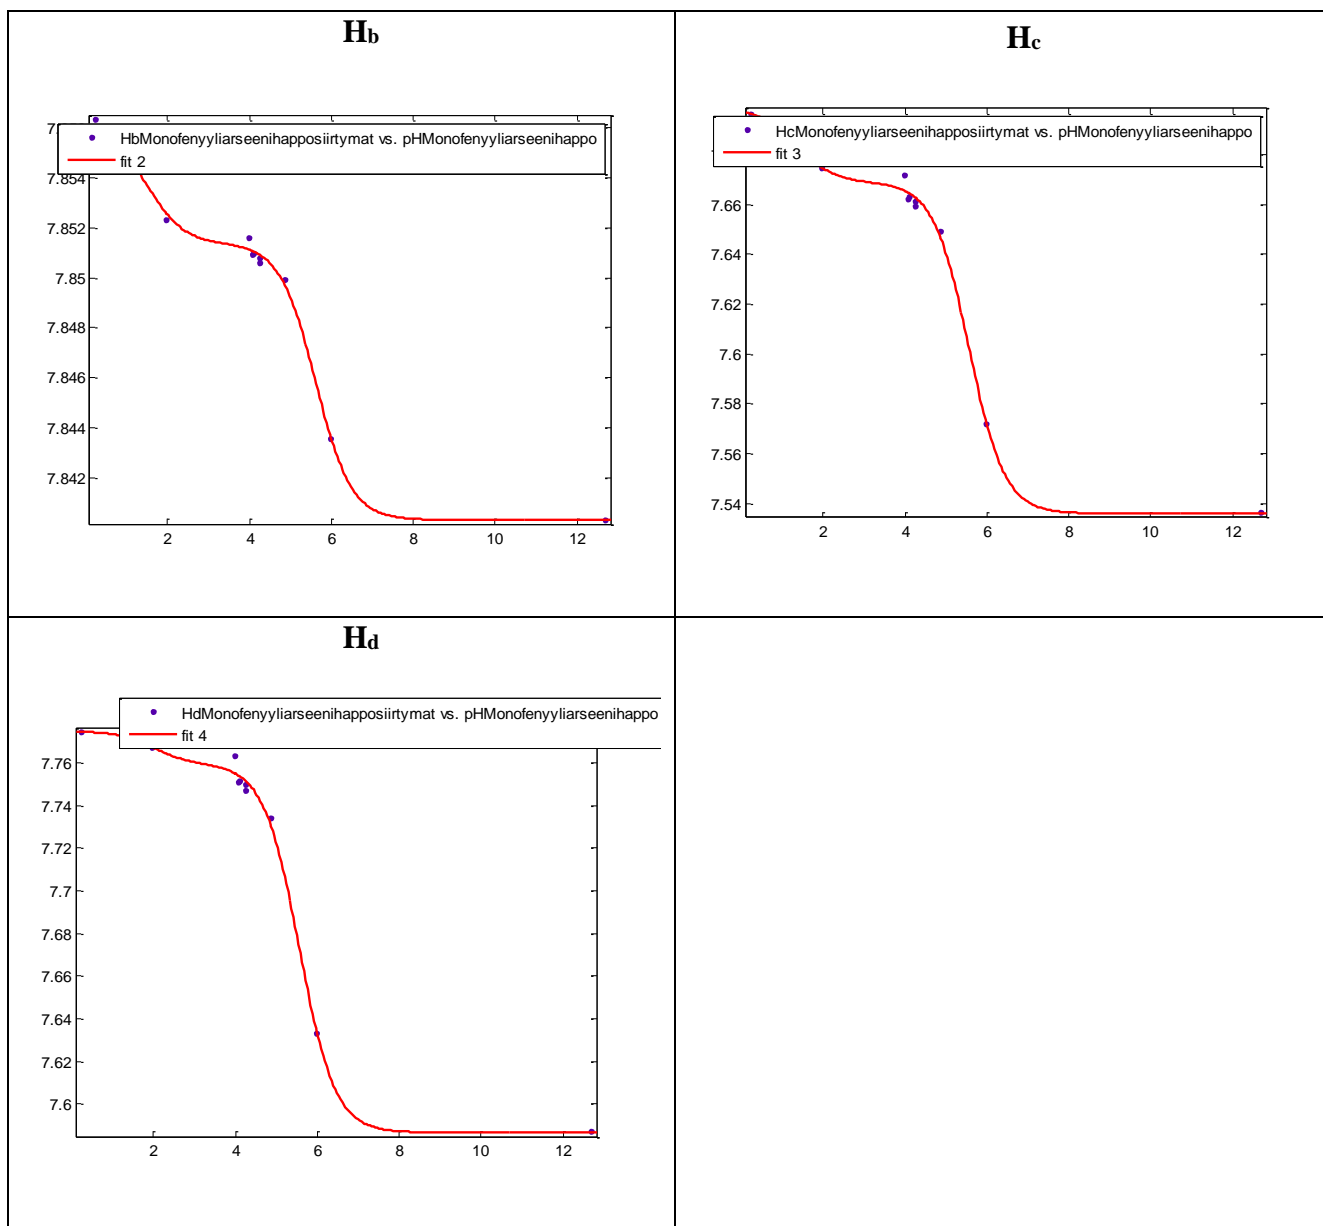 Hb
HbMonofenyyliarseenihapposiirtymat vs. pHMonofenyyliarseenihappo
fit 2
7.854
7.852
7.85
7.848
7.846
7.844
7.842
2 4 6 8 10 12
Hc
HcMonofenyyliarseenihapposiirtymat vs. pHMonofenyyliarseenihappo
fit 3
7.66
7.64
7.62
7.6
7.58
7.56
7.54
2 4 6 8 10 12
Hd
HdMonofenyyliarseenihapposiirtymat vs. pHMonofenyyliarseenihappo
fit 4
7.76
7.74
7.72
7.7
7.68
7.66
7.64
7.62
7.6
2 4 6 8 10 12